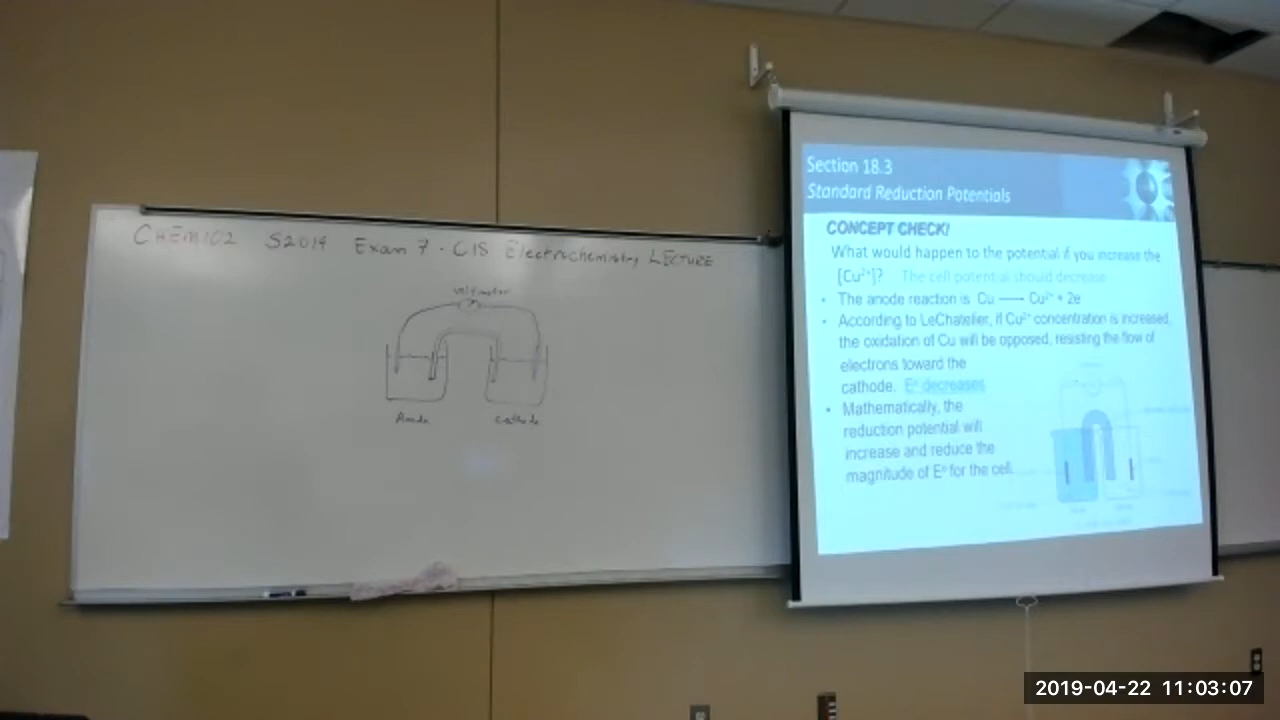 CHEM102 S2019 Exam 7 - C18 Electrochemistry LECTURE
voltmeter
Anode
Cathode
Section 18.3
Standard Reduction Potentials
CONCEPT CHECK!
What would happen to the potential if you increase the
[Cu²⁺]? The cell potential should decrease
• The anode reaction is Cu —— Cu²⁺ + 2e
• According to LeChatelier, if Cu²⁺ concentration is increased,
the oxidation of Cu will be opposed, resisting the flow of
electrons toward the
cathode. E° decreases
• Mathematically, the
reduction potential will
increase and reduce the
magnitude of E° for the cell.
2019-04-22 11:03:07